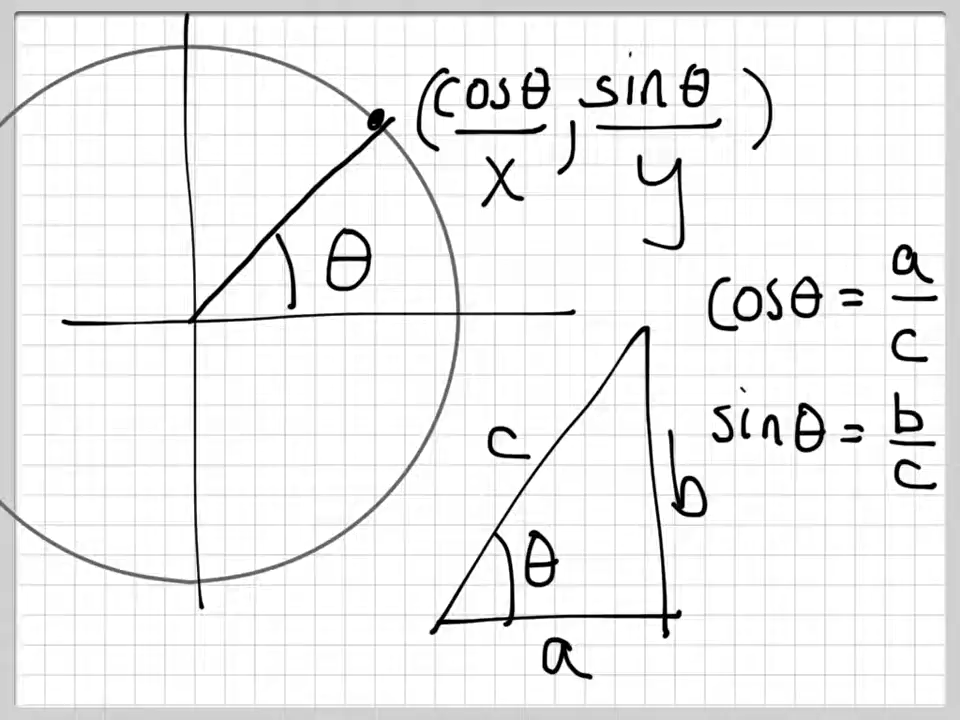 (cosθ, sinθ)
x y
θ
cosθ = a/c
sinθ = b/c
c
b
θ
a